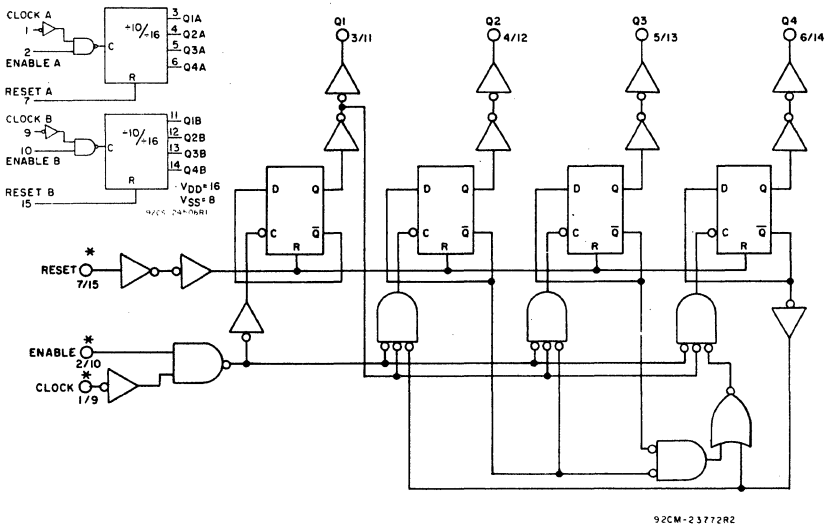 CLOCK A
1
2
ENABLE A
C
÷10/÷16
R
3 Q1A
4 Q2A
5 Q3A
6 Q4A
RESET A
7
CLOCK B
9
10
ENABLE B
C
÷10/÷16
R
11 Q1B
12 Q2B
13 Q3B
14 Q4B
RESET B
15
VDD=16
VSS=8
92CS-24506R1
Q1
3/11
Q2
4/12
Q3
5/13
Q4
6/14
D Q
C Q̅
R
D Q
C Q̅
R
D Q
C Q̅
R
D Q
C Q̅
R
*
RESET
7/15
*
ENABLE
2/10
*
CLOCK
1/9
92CM-23772R2